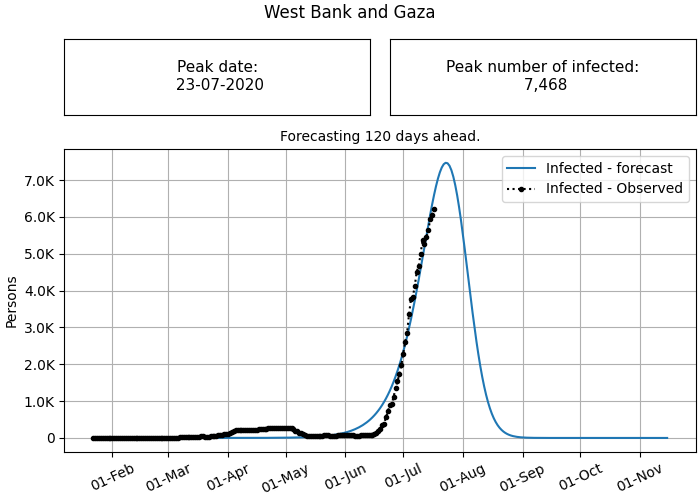 West Bank and Gaza
Peak date:
23-07-2020
Peak number of infected:
7,468
Forecasting 120 days ahead.
Infected - forecast
Infected - Observed
Persons
7.0K
6.0K
5.0K
4.0K
3.0K
2.0K
1.0K
0
01-Feb
01-Mar
01-Apr
01-May
01-Jun
01-Jul
01-Aug
01-Sep
01-Oct
01-Nov